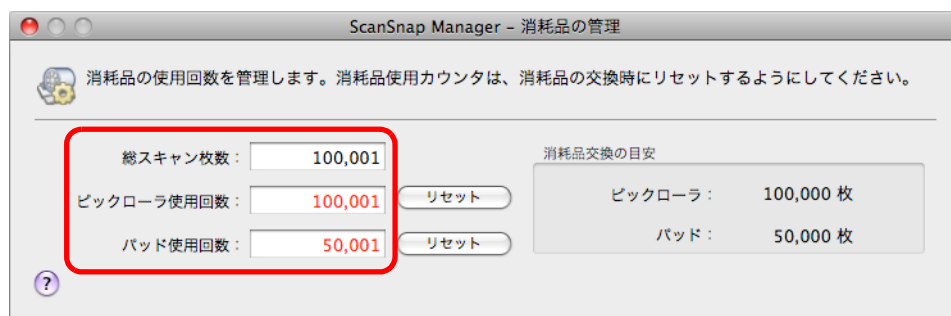 ScanSnap Manager – 消耗品の管理
消耗品の使用回数を管理します。消耗品使用カウンタは、消耗品の交換時にリセットするようにしてください。
総スキャン枚数： 100,001
消耗品交換の目安
ピックローラ使用回数： 100,001 リセット
ピックローラ： 100,000 枚
パッド使用回数： 50,001 リセット
パッド： 50,000 枚
?